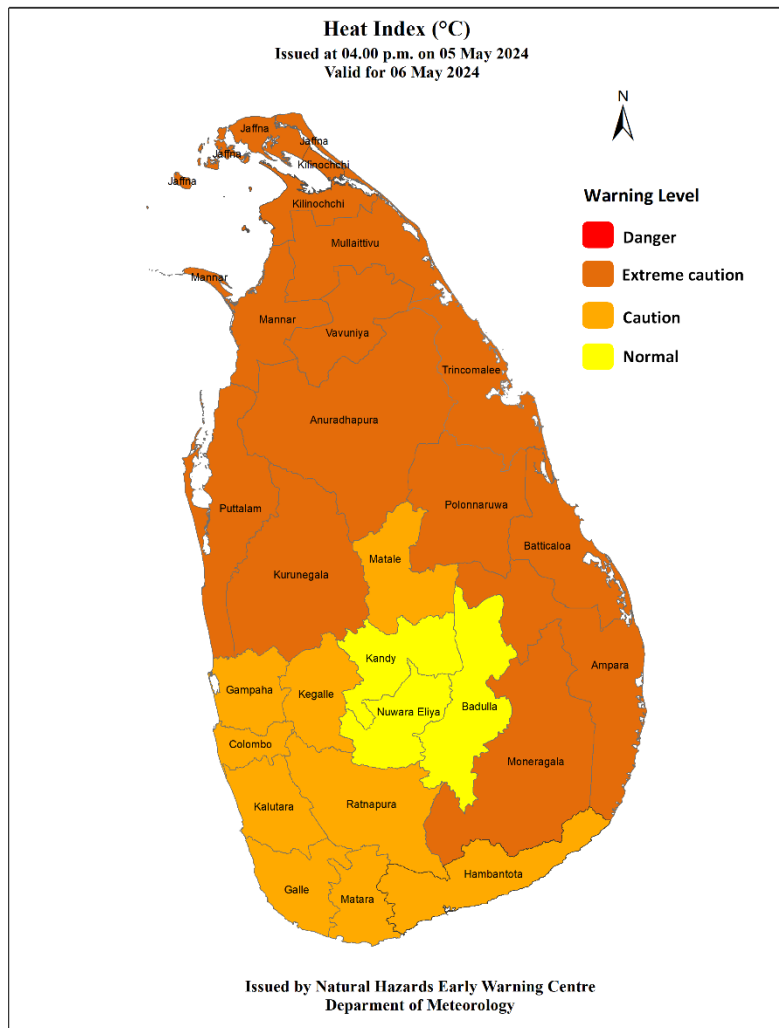 Heat Index (°C)
Issued at 04.00 p.m. on 05 May 2024
Valid for 06 May 2024
N
Jaffna
Jaffna
Jaffna
Kilinochchi
Jaffna
Kilinochchi
Mullaittivu
Mannar
Mannar
Vavuniya
Trincomalee
Anuradhapura
Puttalam
Polonnaruwa
Batticaloa
Matale
Kurunegala
Kandy
Ampara
Gampaha
Kegalle
Nuwara Eliya
Badulla
Colombo
Moneragala
Kalutara
Ratnapura
Hambantota
Galle
Matara
Warning Level
Danger
Extreme caution
Caution
Normal
Issued by Natural Hazards Early Warning Centre
Deparment of Meteorology